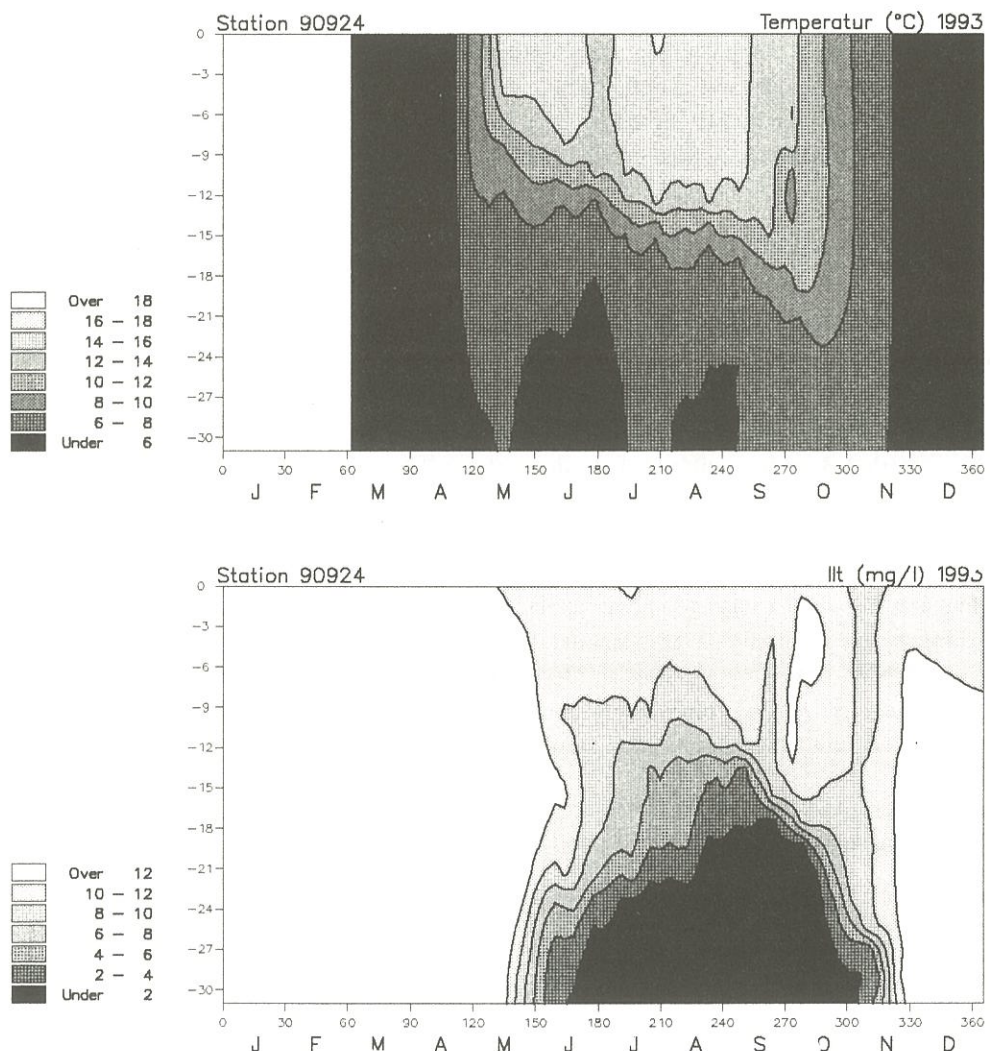 Station 90924 Temperatur (°C) 1993
0
-3
-6
-9
-12
-15
-18
-21
-24
-27
-30
Over 18
16 - 18
14 - 16
12 - 14
10 - 12
8 - 10
6 - 8
Under 6
0 30 60 90 120 150 180 210 240 270 300 330 365
J F M A M J J A S O N D
Station 90924 Ilt (mg/l) 1993
0
-3
-6
-9
-12
-15
-18
-21
-24
-27
-30
Over 12
10 - 12
8 - 10
6 - 8
4 - 6
2 - 4
Under 2
0 30 60 90 120 150 180 210 240 270 300 330 365
J F M A M J J A S O N D